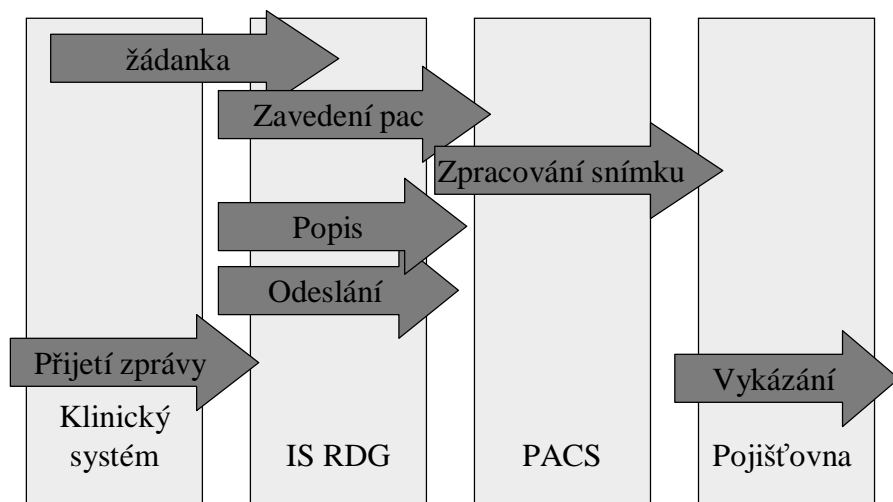 žádanka
Zavedení pac
Zpracování snímku
Popis
Odeslání
Přijetí zprávy
Vykázání
Klinický
systém
IS RDG
PACS
Pojišťovna